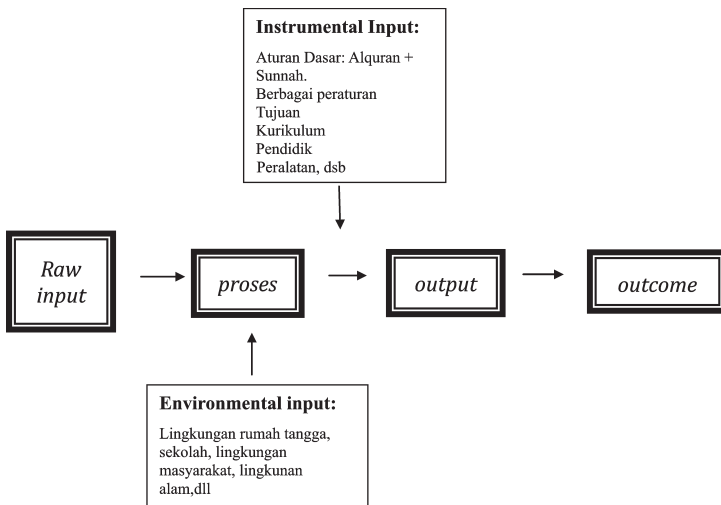 Instrumental Input:
Aturan Dasar: Alquran +
Sunnah.
Berbagai peraturan
Tujuan
Kurikulum
Pendidik
Peralatan, dsb
Raw
input
proses
output
outcome
Environmental input:
Lingkungan rumah tangga,
sekolah, lingkungan
masyarakat, lingkunan
alam,dll